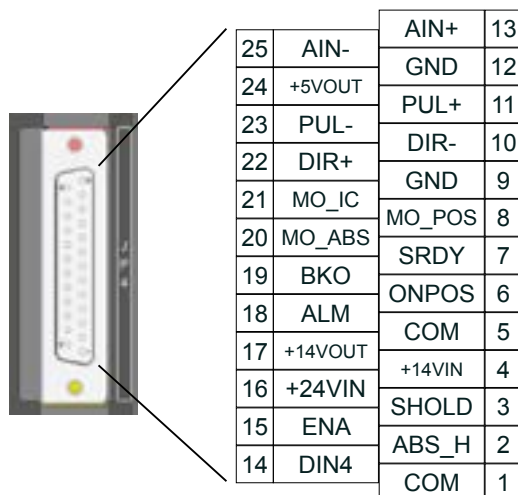 25 AIN-
24 +5VOUT
23 PUL-
22 DIR+
21 MO_IC
20 MO_ABS
19 BKO
18 ALM
17 +14VOUT
16 +24VIN
15 ENA
14 DIN4
AIN+ 13
GND 12
PUL+ 11
DIR- 10
GND 9
MO_POS 8
SRDY 7
ONPOS 6
COM 5
+14VIN 4
SHOLD 3
ABS_H 2
COM 1